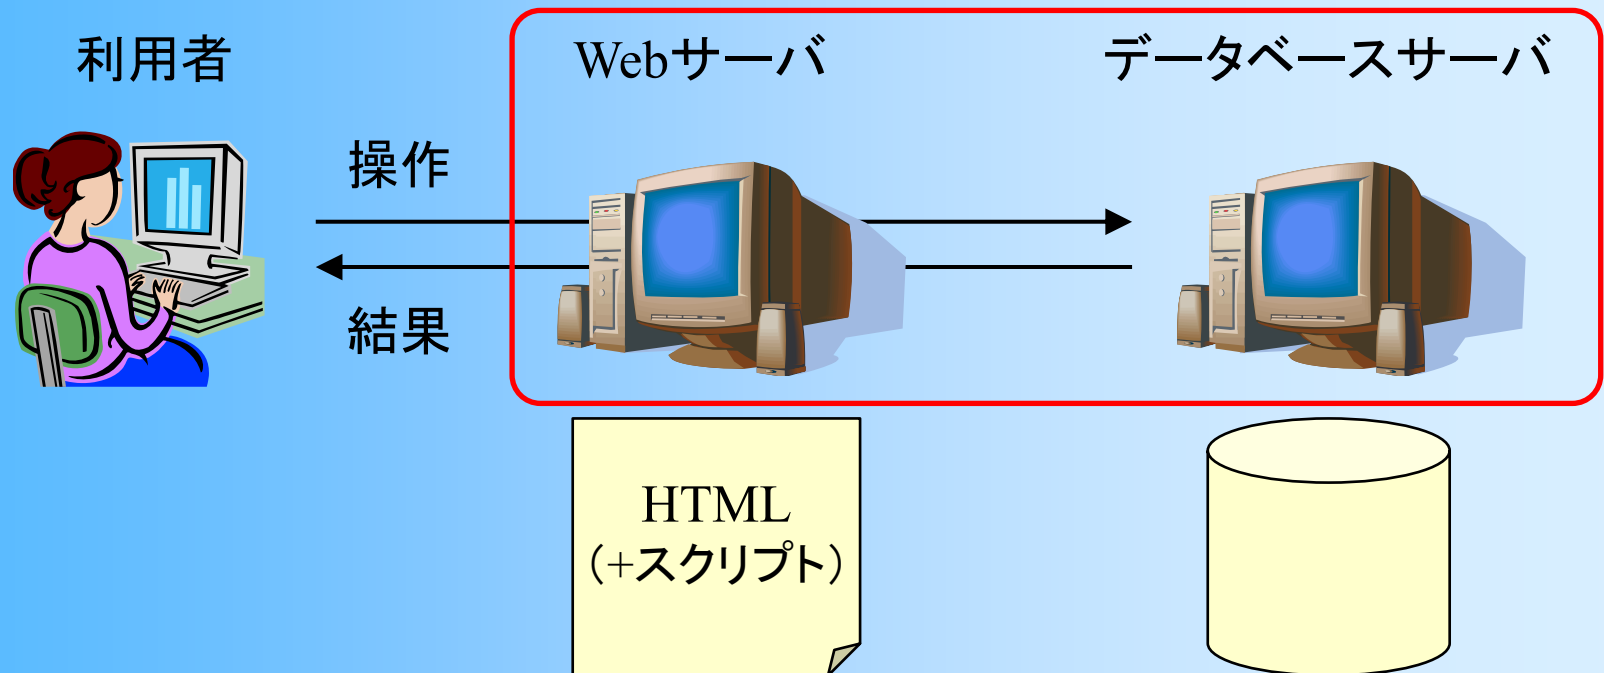 利用者
Webサーバ
データベースサーバ
操作
結果
HTML
（+スクリプト）